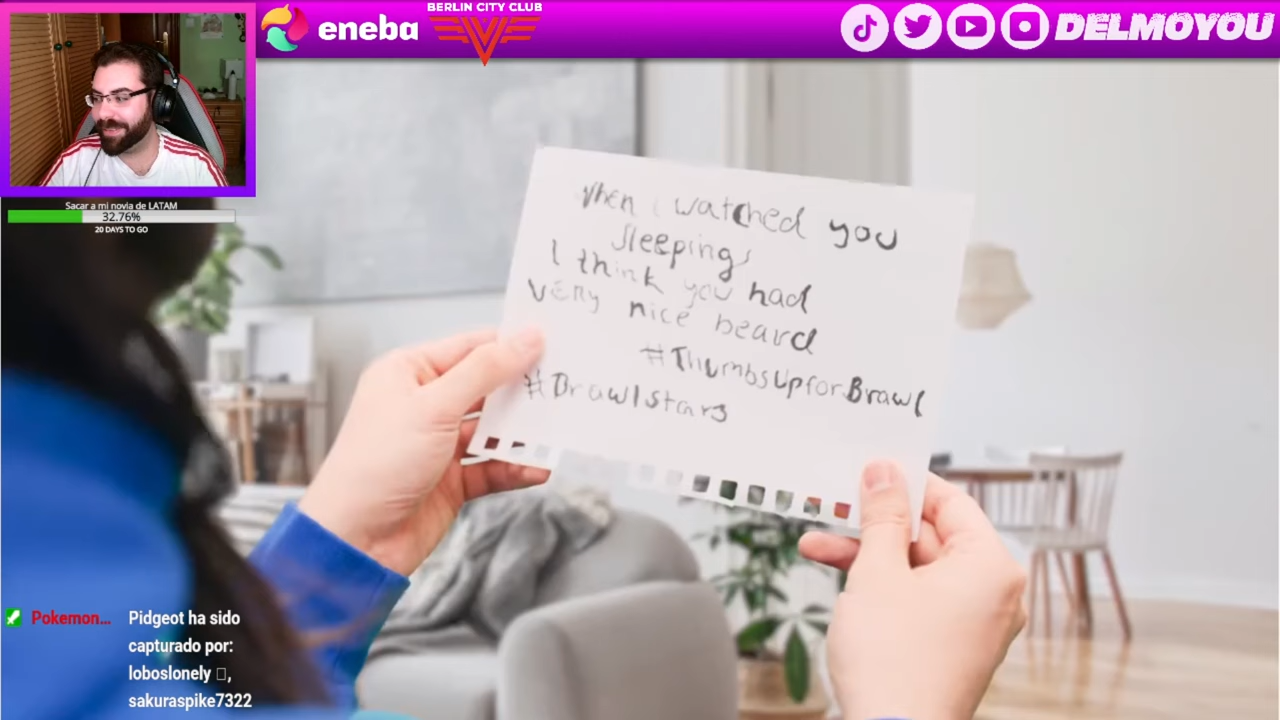 eneba
BERLIN CITY CLUB
DELMOYOU
Sacar a mi novia de LATAM
32.76%
20 DAYS TO GO
When i watched you
sleeping
I think you had
very nice beard
#ThumbsUpforBrawl
#Brawlstars
Pokemon...
Pidgeot ha sido
capturado por:
loboslonely ,
sakuraspike7322